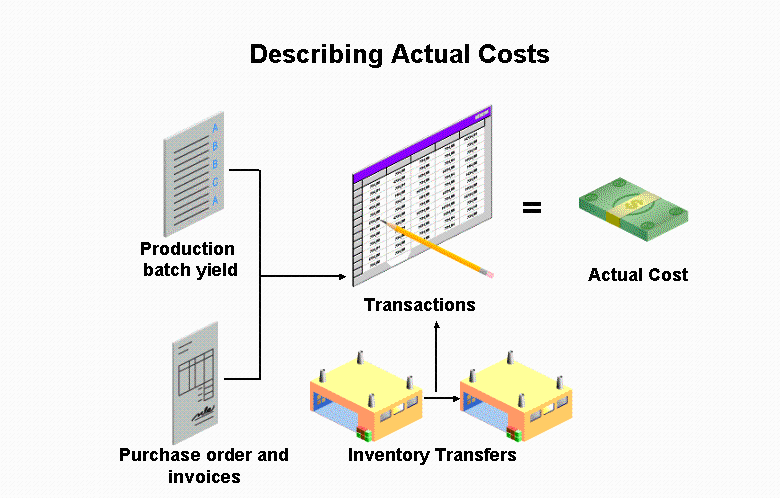 Describing Actual Costs
A
B
B
C
A
Production
batch yield
=
Transactions
Actual Cost
Purchase order and
invoices
Inventory Transfers